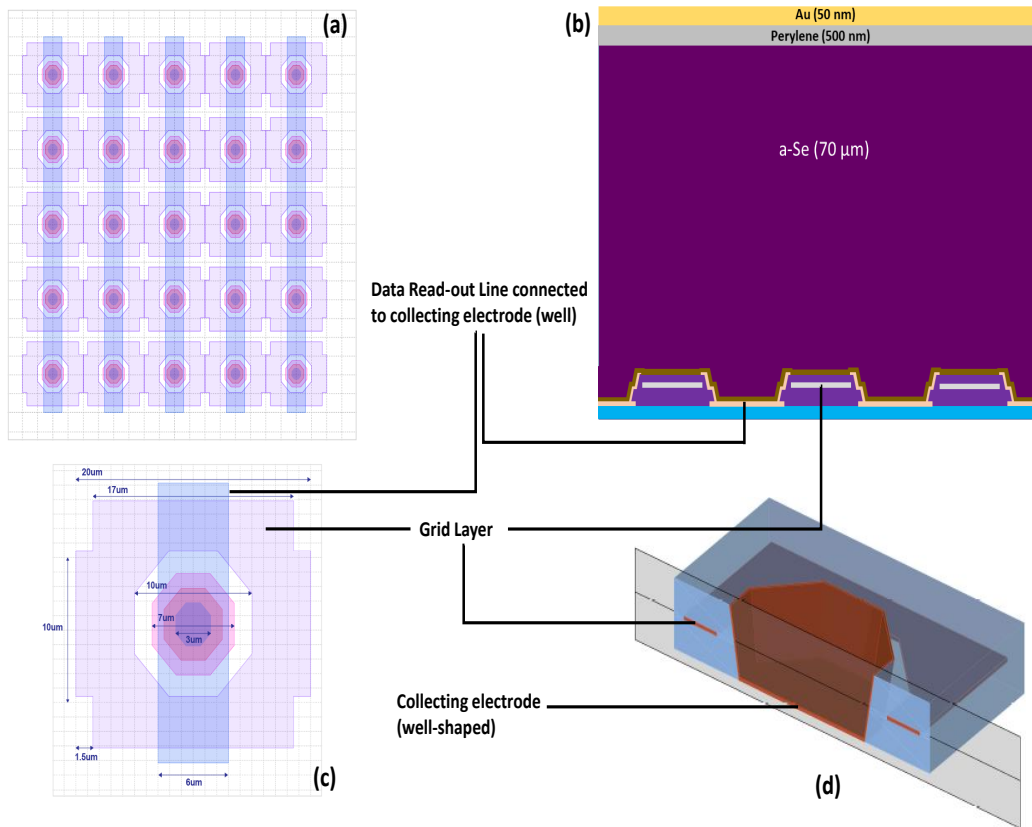 (a)
(b)
Au (50 nm)
Perylene (500 nm)
a-Se (70 µm)
Data Read-out Line connected
to collecting electrode (well)
20um
17um
Grid Layer
10um
10um
7um
3um
Collecting electrode
(well-shaped)
1.5um
6um
(c)
(d)